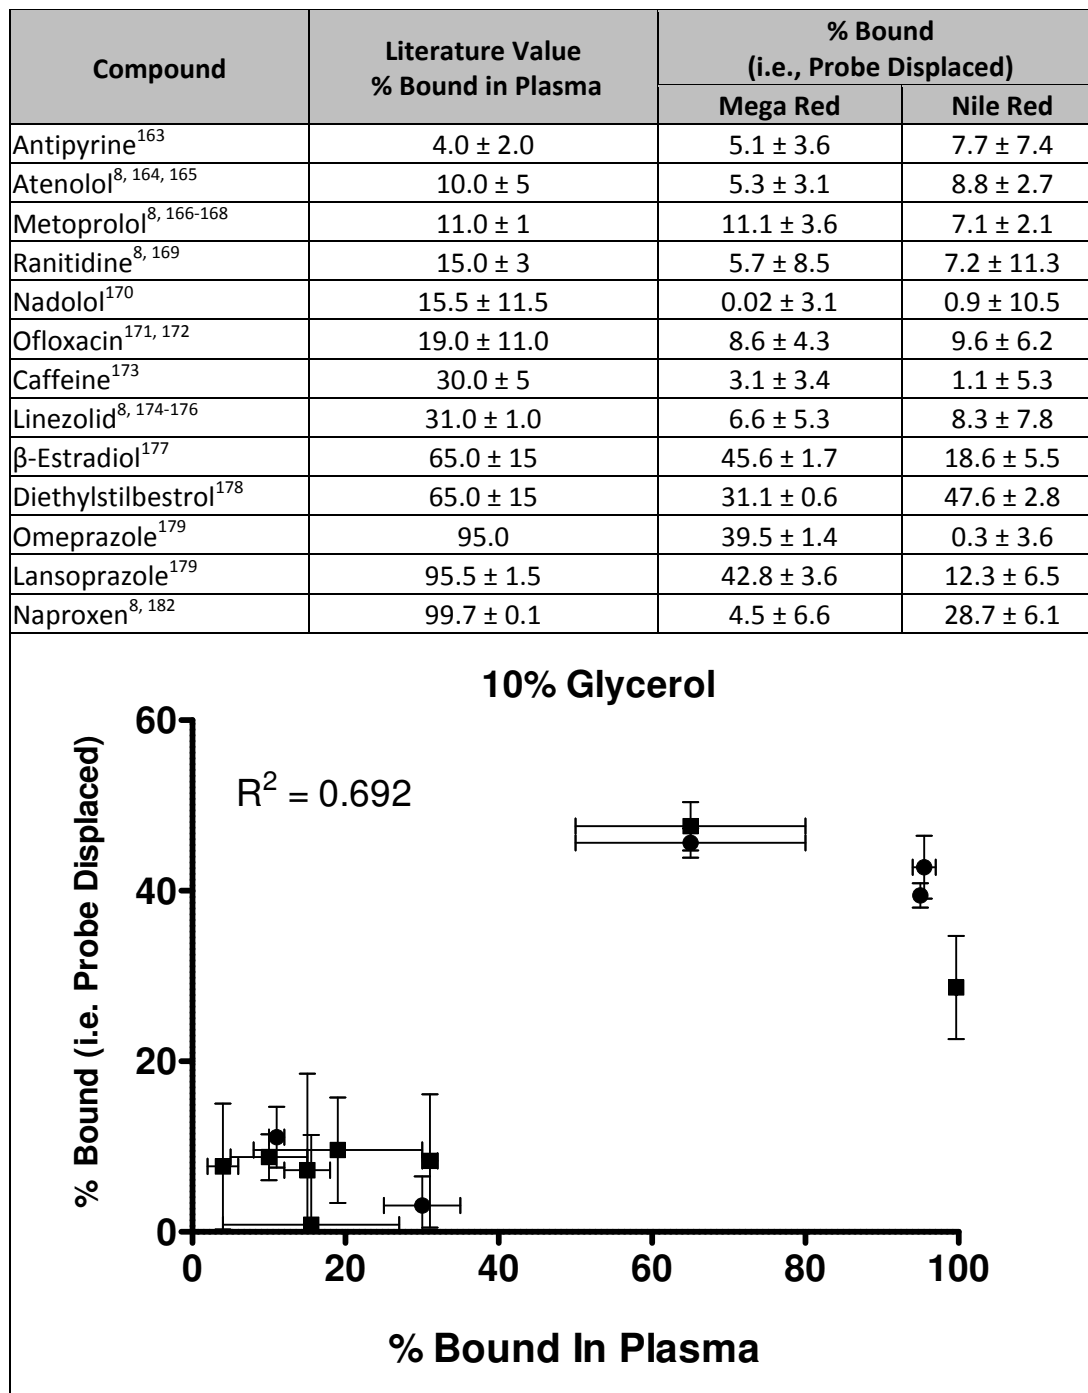 Compound Literature Value % Bound in Plasma % Bound (i.e., Probe Displaced)
Mega Red Nile Red
Antipyrine163 4.0 ± 2.0 5.1 ± 3.6 7.7 ± 7.4
Atenolol8, 164, 165 10.0 ± 5 5.3 ± 3.1 8.8 ± 2.7
Metoprolol8, 166-168 11.0 ± 1 11.1 ± 3.6 7.1 ± 2.1
Ranitidine8, 169 15.0 ± 3 5.7 ± 8.5 7.2 ± 11.3
Nadolol170 15.5 ± 11.5 0.02 ± 3.1 0.9 ± 10.5
Ofloxacin171, 172 19.0 ± 11.0 8.6 ± 4.3 9.6 ± 6.2
Caffeine173 30.0 ± 5 3.1 ± 3.4 1.1 ± 5.3
Linezolid8, 174-176 31.0 ± 1.0 6.6 ± 5.3 8.3 ± 7.8
β-Estradiol177 65.0 ± 15 45.6 ± 1.7 18.6 ± 5.5
Diethylstilbestrol178 65.0 ± 15 31.1 ± 0.6 47.6 ± 2.8
Omeprazole179 95.0 39.5 ± 1.4 0.3 ± 3.6
Lansoprazole179 95.5 ± 1.5 42.8 ± 3.6 12.3 ± 6.5
Naproxen8, 182 99.7 ± 0.1 4.5 ± 6.6 28.7 ± 6.1
10% Glycerol
% Bound (i.e. Probe Displaced)
60
R2 = 0.692
40
20
0
0 20 40 60 80 100
% Bound In Plasma